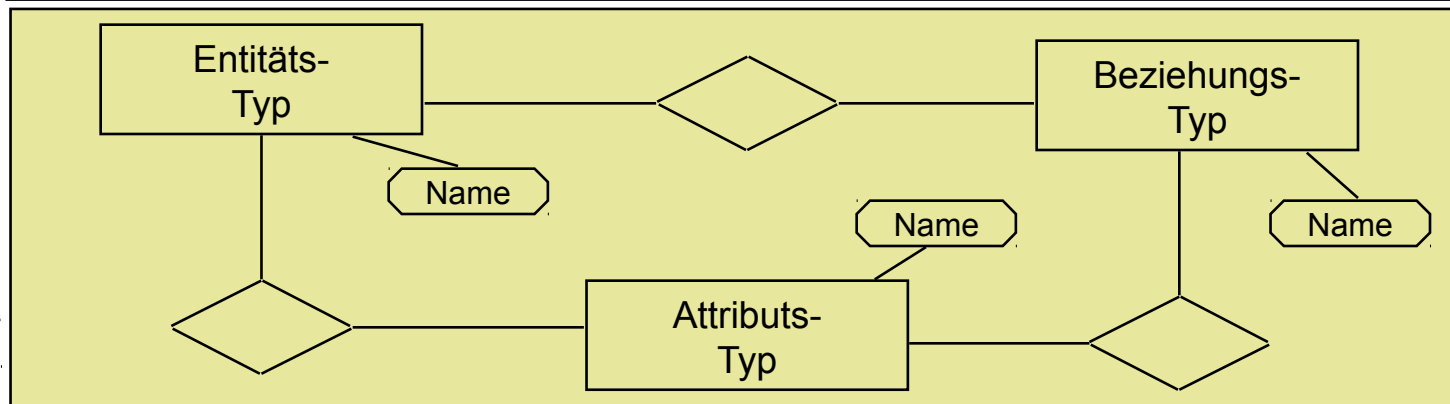 Entitäts-
Typ
Beziehungs-
Typ
Name
Name
Name
Attributs-
Typ